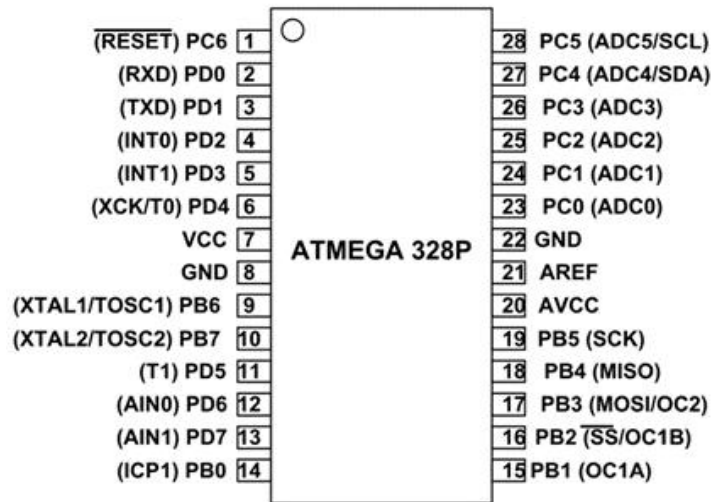 (RESET) PC6 1
(RXD) PD0 2
(TXD) PD1 3
(INT0) PD2 4
(INT1) PD3 5
(XCK/T0) PD4 6
VCC 7
GND 8
(XTAL1/TOSC1) PB6 9
(XTAL2/TOSC2) PB7 10
(T1) PD5 11
(AIN0) PD6 12
(AIN1) PD7 13
(ICP1) PB0 14
ATMEGA 328P
28 PC5 (ADC5/SCL)
27 PC4 (ADC4/SDA)
26 PC3 (ADC3)
25 PC2 (ADC2)
24 PC1 (ADC1)
23 PC0 (ADC0)
22 GND
21 AREF
20 AVCC
19 PB5 (SCK)
18 PB4 (MISO)
17 PB3 (MOSI/OC2)
16 PB2 (SS/OC1B)
15 PB1 (OC1A)